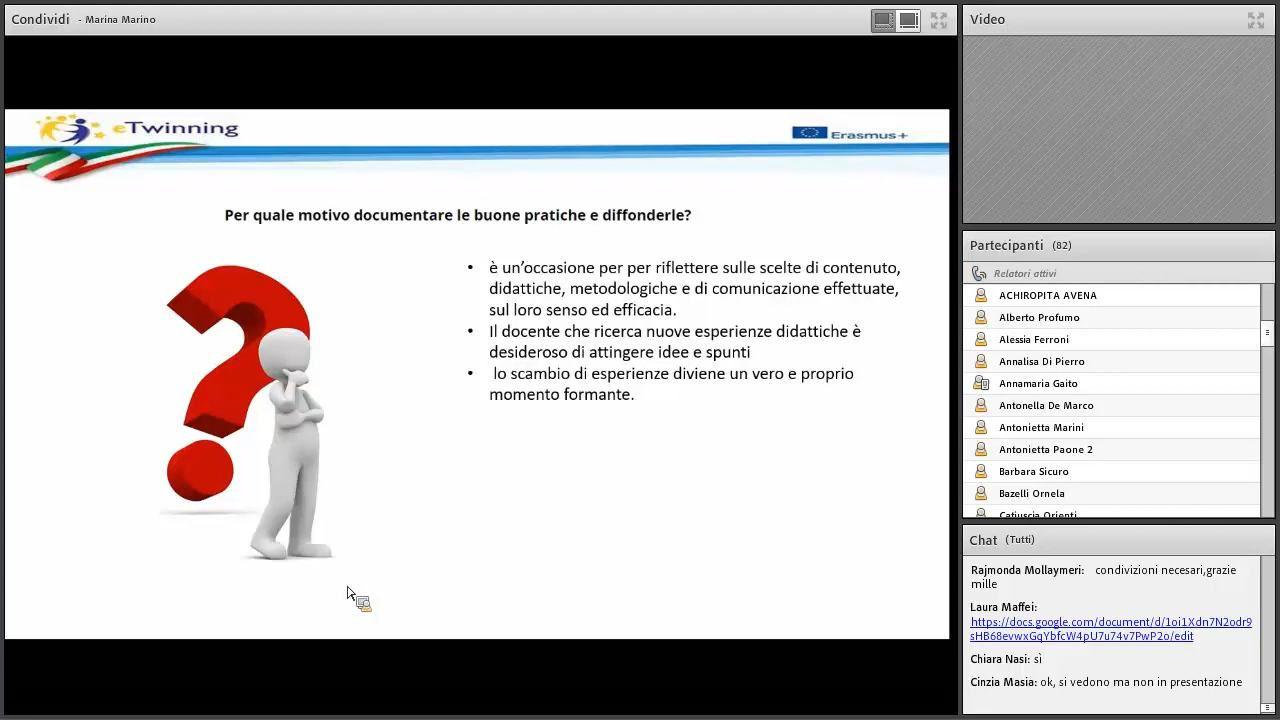 Condividi - Marina Marino
eTwinning
Erasmus+
Per quale motivo documentare le buone pratiche e diffonderle?
• è un’occasione per per riflettere sulle scelte di contenuto,
didattiche, metodologiche e di comunicazione effettuate,
sul loro senso ed efficacia.
• Il docente che ricerca nuove esperienze didattiche è
desideroso di attingere idee e spunti
• lo scambio di esperienze diviene un vero e proprio
momento formante.
Video
Partecipanti (82)
Relatori attivi
ACHIROPITA AVENA
Alberto Profumo
Alessia Ferroni
Annalisa Di Pierro
Annamaria Gaito
Antonella De Marco
Antonietta Marini
Antonietta Paone 2
Barbara Sicuro
Bazelli Ornela
Catiuscia Orienti
Chat (Tutti)
Rajmonda Mollaymeri: condivizioni necesari,grazie
mille
Laura Maffei:
https://docs.google.com/document/d/1oi1Xdn7N2odr9
sHB68evwxGqYbfcW4pU7u74v7PwP2o/edit
Chiara Nasi: sì
Cinzia Masia: ok, si vedono ma non in presentazione